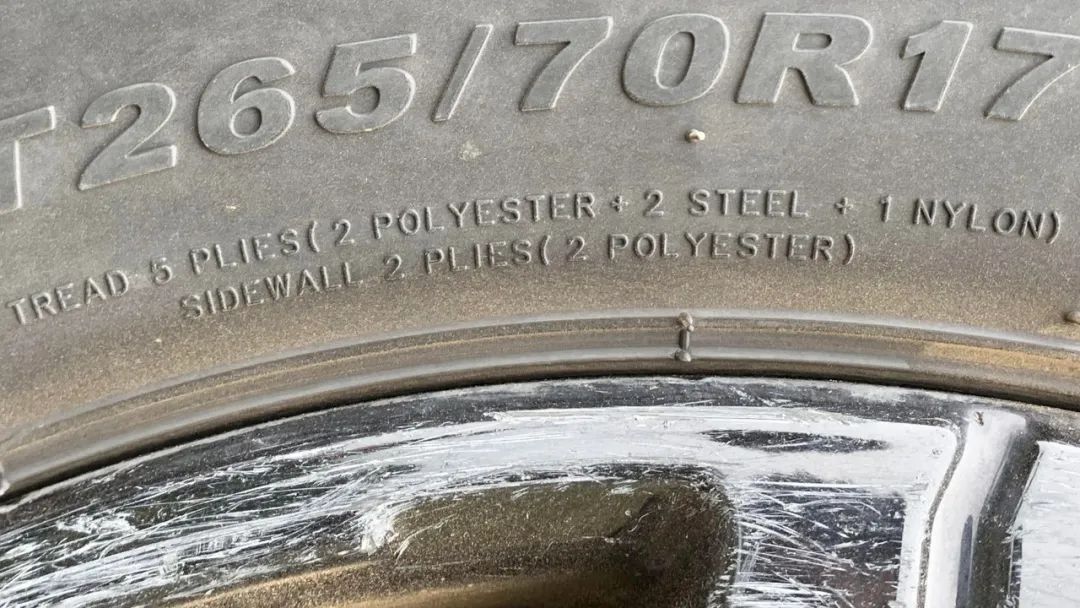 T265/70R17
TREAD 5 PLIES(2 POLYESTER + 2 STEEL + 1 NYLON)
SIDEWALL 2 PLIES(2 POLYESTER)